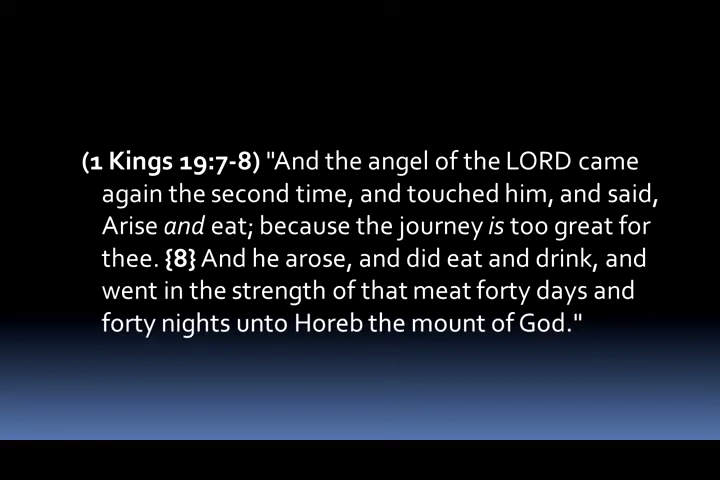 (1 Kings 19:7-8) "And the angel of the LORD came
again the second time, and touched him, and said,
Arise and eat; because the journey is too great for
thee. {8} And he arose, and did eat and drink, and
went in the strength of that meat forty days and
forty nights unto Horeb the mount of God."